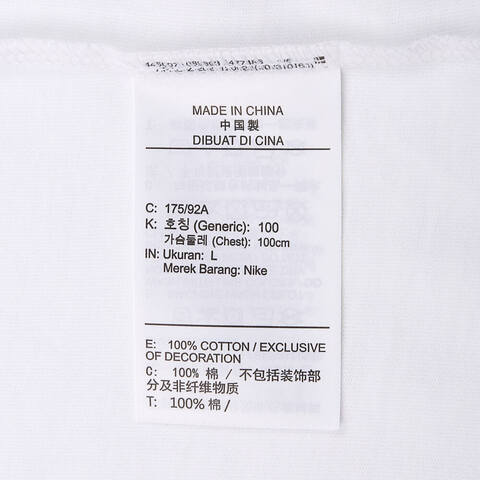 MADE IN CHINA
中国製
DIBUAT DI CINA
C: 175/92A
K: 호칭 (Generic): 100
가슴둘레 (Chest): 100cm
IN: Ukuran: L
Merek Barang: Nike
E: 100% COTTON / EXCLUSIVE
OF DECORATION
C: 100% 棉 / 不包括装饰部
分及非纤维物质
T: 100% 棉 /